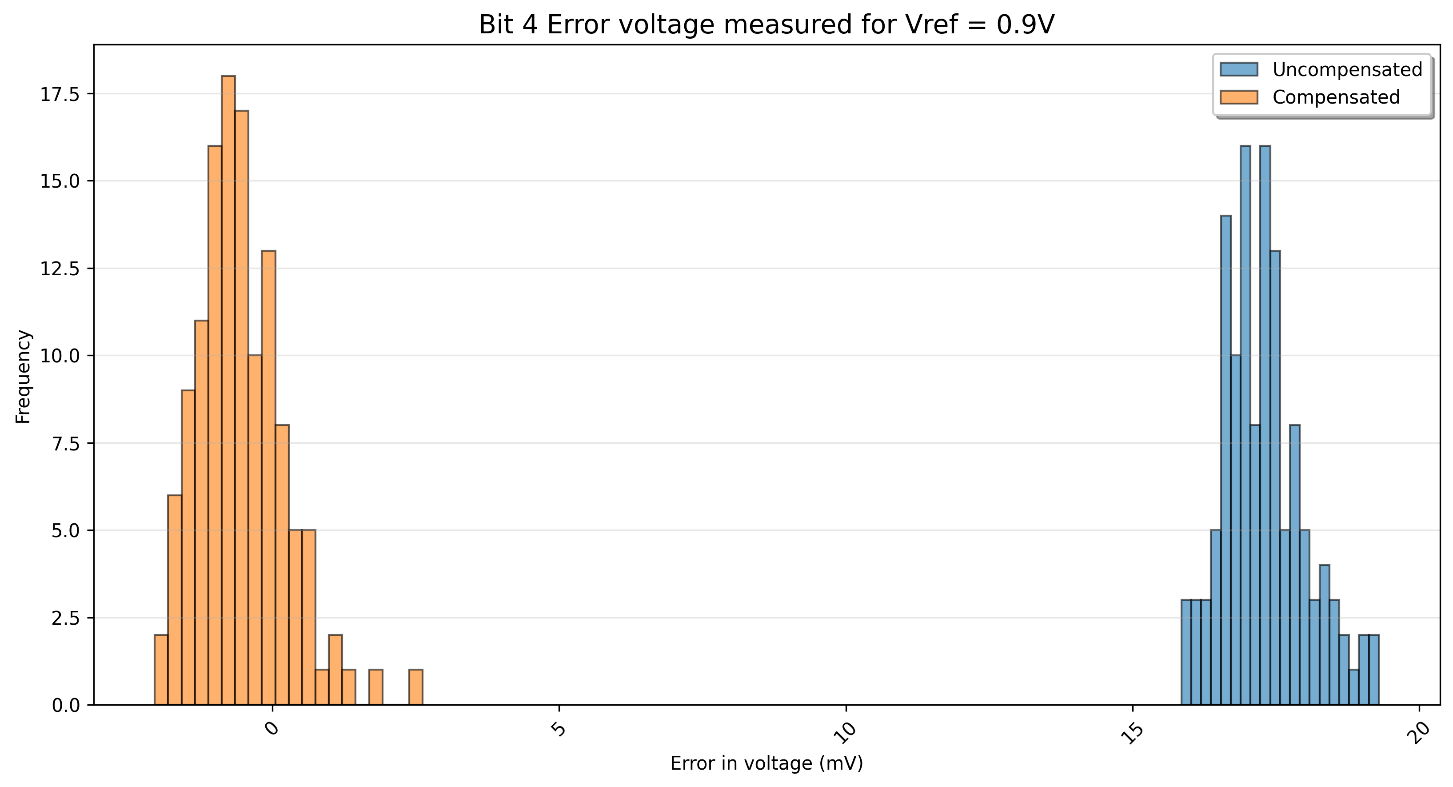 Bit 4 Error voltage measured for Vref = 0.9V
Uncompensated
Compensated
17.5
15.0
12.5
10.0
7.5
5.0
2.5
0.0
Frequency
0
5
10
15
20
Error in voltage (mV)